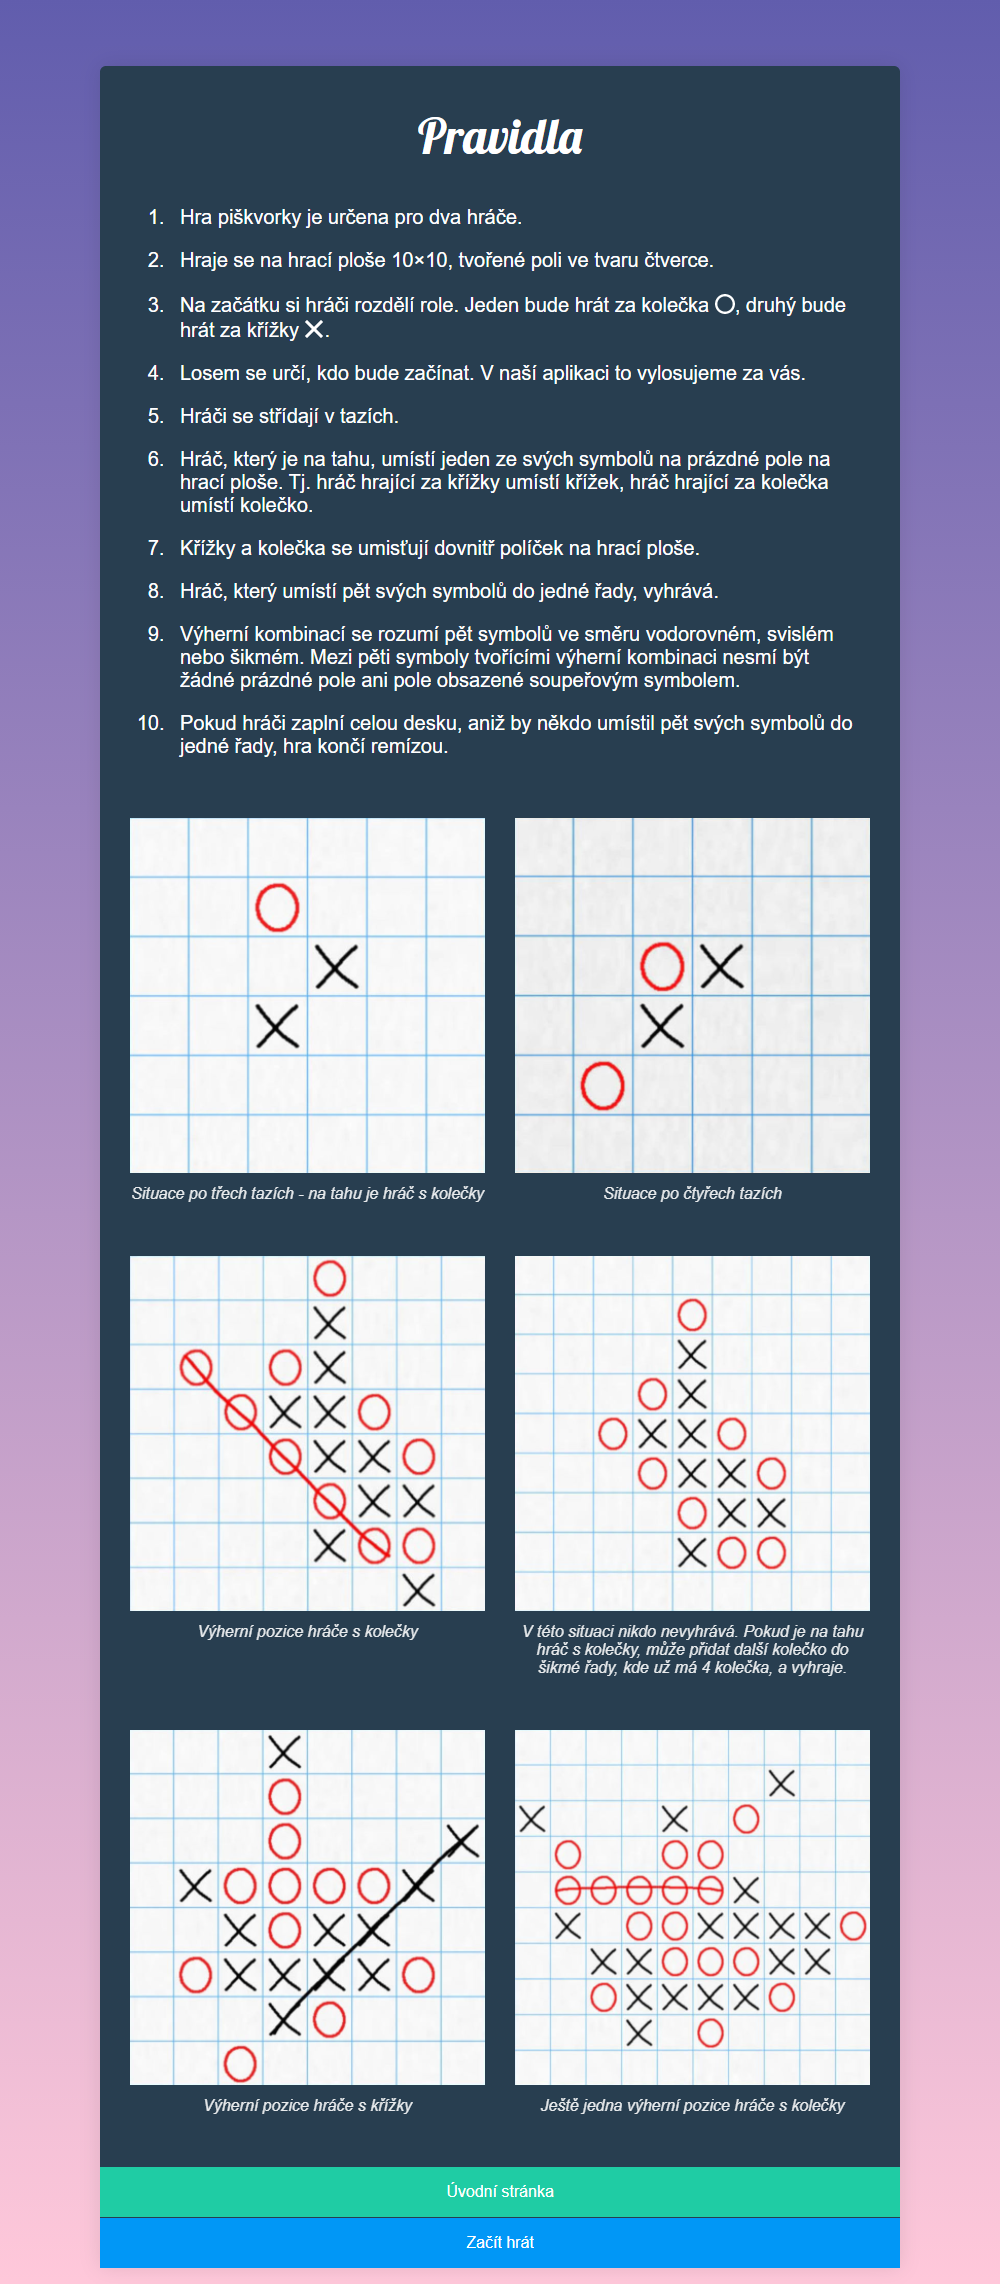 Pravidla
1. Hra piškvorky je určena pro dva hráče.
2. Hraje se na hrací ploše 10×10, tvořené poli ve tvaru čtverce.
3. Na začátku si hráči rozdělí role. Jeden bude hrát za kolečka ○, druhý bude
hrát za křížky ×.
4. Losem se určí, kdo bude začínat. V naší aplikaci to vylosujeme za vás.
5. Hráči se střídají v tazích.
6. Hráč, který je na tahu, umístí jeden ze svých symbolů na prázdné pole na
hrací ploše. Tj. hráč hrající za křížky umístí křížek, hráč hrající za kolečka
umístí kolečko.
7. Křížky a kolečka se umisťují dovnitř políček na hrací ploše.
8. Hráč, který umístí pět svých symbolů do jedné řady, vyhrává.
9. Výherní kombinací se rozumí pět symbolů ve směru vodorovném, svislém
nebo šikmém. Mezi pěti symboly tvořícími výherní kombinaci nesmí být
žádné prázdné pole ani pole obsazené soupeřovým symbolem.
10. Pokud hráči zaplní celou desku, aniž by někdo umístil pět svých symbolů do
jedné řady, hra končí remízou.
Situace po třech tazích - na tahu je hráč s kolečky
Situace po čtyřech tazích
Výherní pozice hráče s kolečky
V této situaci nikdo nevyhrává. Pokud je na tahu
hráč s kolečky, může přidat další kolečko do
šikmé řady, kde už má 4 kolečka, a vyhraje.
Výherní pozice hráče s křížky
Ještě jedna výherní pozice hráče s kolečky
Úvodní stránka
Začít hrát